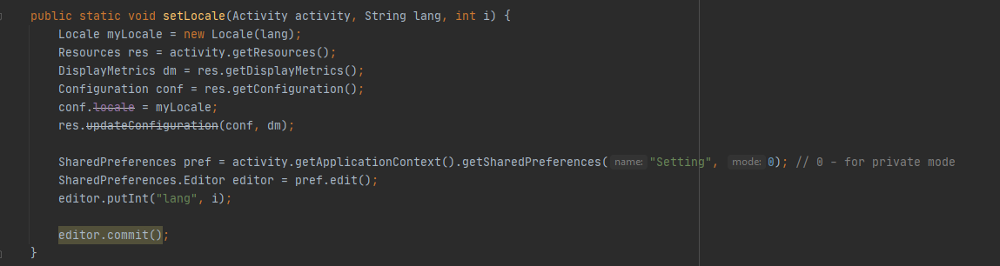 public static void setLocale(Activity activity, String lang, int i) {
Locale myLocale = new Locale(lang);
Resources res = activity.getResources();
DisplayMetrics dm = res.getDisplayMetrics();
Configuration conf = res.getConfiguration();
conf.locale = myLocale;
res.updateConfiguration(conf, dm);
SharedPreferences pref = activity.getApplicationContext().getSharedPreferences( name: "Setting", mode: 0); // 0 - for private mode
SharedPreferences.Editor editor = pref.edit();
editor.putInt("lang", i);
editor.commit();
}